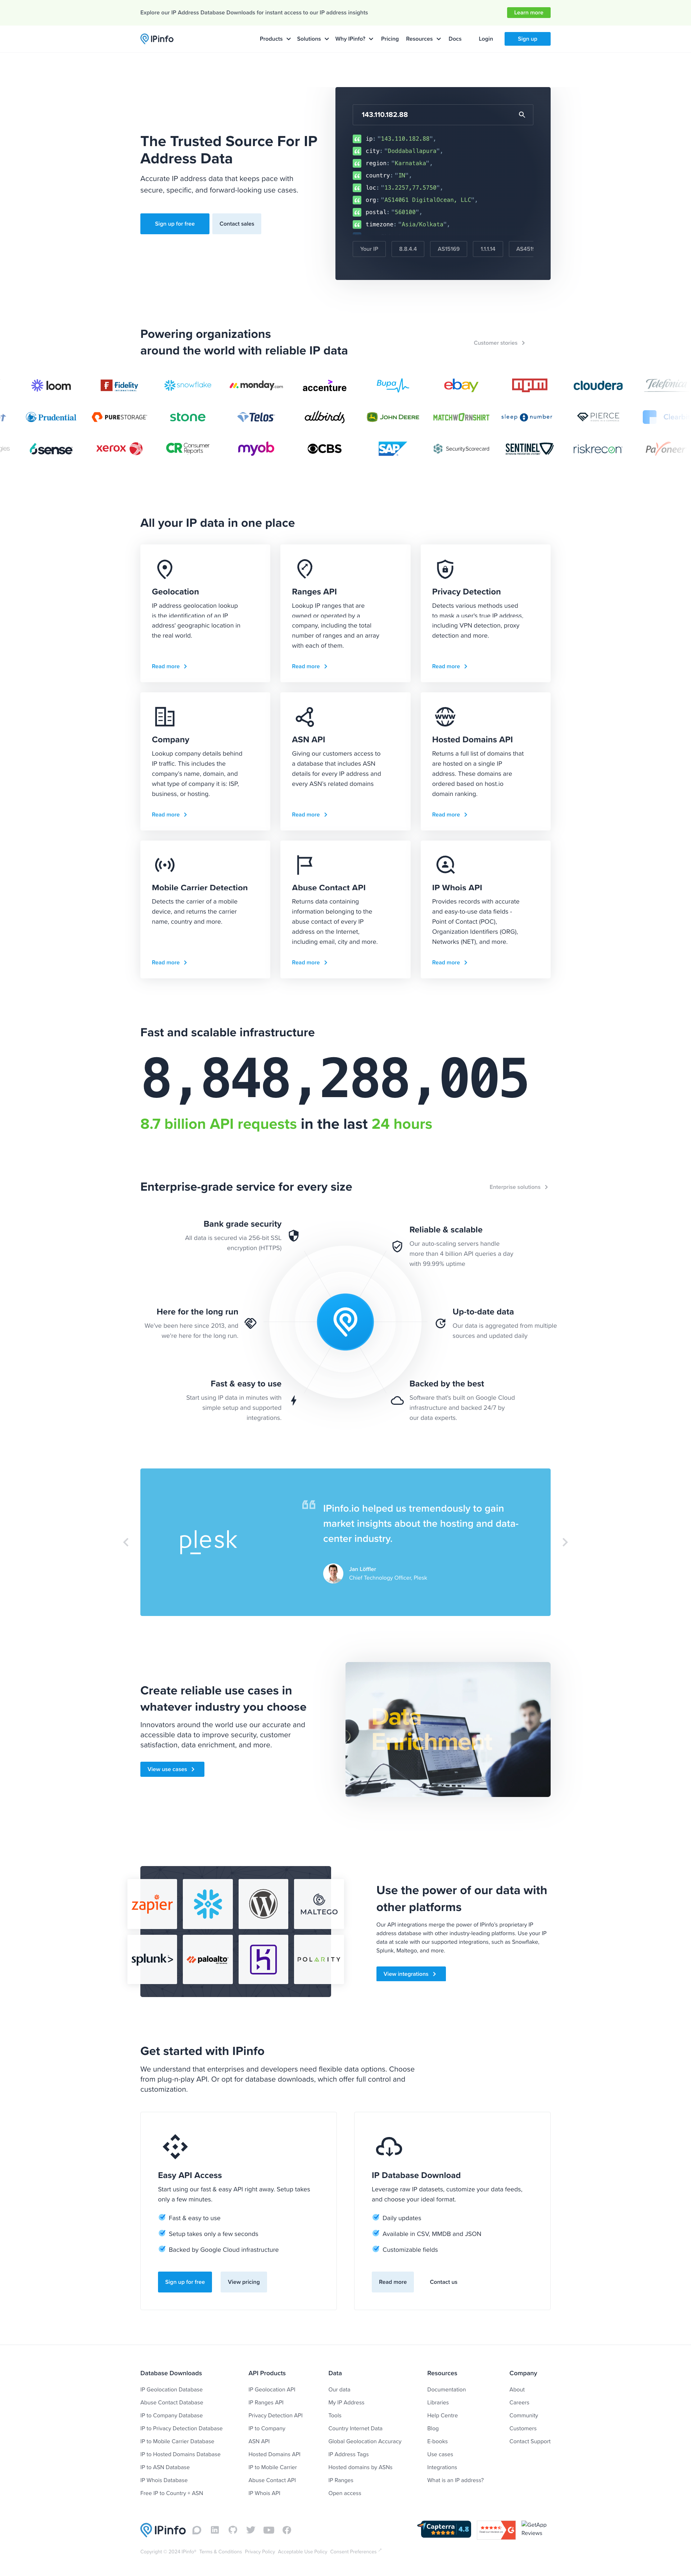 Explore our IP Address Database Downloads for instant access to our IP address insights
Learn more
IPinfo
Products
Solutions
Why IPinfo?
Pricing
Resources
Docs
Login
Sign up
The Trusted Source For IP
Address Data
Accurate IP address data that keeps pace with
secure, specific, and forward-looking use cases.
Sign up for free
Contact sales
143.110.182.88
ip: "143.110.182.88",
city: "Doddaballapura",
region: "Karnataka",
country: "IN",
loc: "13.2257,77.5750",
org: "AS14061 DigitalOcean, LLC",
postal: "560100",
timezone: "Asia/Kolkata",
Your IP
8.8.4.4
AS15169
1.1.1.14
AS451
Powering organizations
around the world with reliable IP data
Customer stories
loom
Fidelity
snowflake
monday.com
accenture
Bupa
ebay
npm
cloudera
Telefónica
Prudential
PURESTORAGE
stone
Telos
allbirds
JOHN DEERE
MATCHWORNSHIRT
sleep number
PIERCE
Clear
6sense
xerox
CR Consumer Reports
myob
CBS
SAP
SecurityScorecard
SENTINEL
riskrecon
Payoneer
All your IP data in one place
Geolocation
IP address geolocation lookup
is the identification of an IP
address' geographic location in
the real world.
Read more
Ranges API
Lookup IP ranges that are
owned or operated by a
company, including the total
number of ranges and an array
with each of them.
Read more
Privacy Detection
Detects various methods used
to mask a user's true IP address,
including VPN detection, proxy
detection and more.
Read more
Company
Lookup company details behind
IP traffic. This includes the
company's name, domain, and
what type of company it is: ISP,
business, or hosting.
Read more
ASN API
Giving our customers access to
a database that includes ASN
details for every IP address and
every ASN's related domains
Read more
Hosted Domains API
Returns a full list of domains that
are hosted on a single IP
address. These domains are
ordered based on host.io
domain ranking.
Read more
Mobile Carrier Detection
Detects the carrier of a mobile
device, and returns the carrier
name, country and more.
Read more
Abuse Contact API
Returns data containing
information belonging to the
abuse contact of every IP
address on the Internet,
including email, city and more.
Read more
IP Whois API
Provides records with accurate
and easy-to-use data fields -
Point of Contact (POC),
Organization Identifiers (ORG),
Networks (NET), and more.
Read more
Fast and scalable infrastructure
8,848,288,005
8.7 billion API requests in the last 24 hours
Enterprise-grade service for every size
Enterprise solutions
Bank grade security
All data is secured via 256-bit SSL
encryption (HTTPS)
Reliable & scalable
Our auto-scaling servers handle
more than 4 billion API queries a day
with 99.99% uptime
Here for the long run
We've been here since 2013, and
we're here for the long run.
Up-to-date data
Our data is aggregated from multiple
sources and updated daily
Fast & easy to use
Start using IP data in minutes with
simple setup and supported
integrations.
Backed by the best
Software that's built on Google Cloud
infrastructure and backed 24/7 by
our data experts.
plesk
IPinfo.io helped us tremendously to gain
market insights about the hosting and data-
center industry.
Jan Löffler
Chief Technology Officer, Plesk
Create reliable use cases in
whatever industry you choose
Innovators around the world use our accurate and
accessible data to improve security, customer
satisfaction, data enrichment, and more.
View use cases
Data
Enrichment
zapier
MALTEGO
splunk>
paloalto
POLARITY
Use the power of our data with
other platforms
Our API integrations merge the power of IPinfo's proprietary IP
address database with other industry-leading platforms. Use your IP
data at scale with our supported integrations, such as Snowflake,
Splunk, Maltego, and more.
View integrations
Get started with IPinfo
We understand that enterprises and developers need flexible data options. Choose
from plug-n-play API. Or opt for database downloads, which offer full control and
customization.
Easy API Access
Start using our fast & easy API right away. Setup takes
only a few minutes.
Fast & easy to use
Setup takes only a few seconds
Backed by Google Cloud infrastructure
Sign up for free
View pricing
IP Database Download
Leverage raw IP datasets, customize your data feeds,
and choose your ideal format.
Daily updates
Available in CSV, MMDB and JSON
Customizable fields
Read more
Contact us
Database Downloads
IP Geolocation Database
Abuse Contact Database
IP to Company Database
IP to Privacy Detection Database
IP to Mobile Carrier Database
IP to Hosted Domains Database
IP to ASN Database
IP Whois Database
Free IP to Country + ASN
API Products
IP Geolocation API
IP Ranges API
Privacy Detection API
IP to Company
ASN API
Hosted Domains API
IP to Mobile Carrier
Abuse Contact API
IP Whois API
Data
Our data
My IP Address
Tools
Country Internet Data
Global Geolocation Accuracy
IP Address Tags
Hosted domains by ASNs
IP Ranges
Open access
Resources
Documentation
Libraries
Help Centre
Blog
E-books
Use cases
Integrations
What is an IP address?
Company
About
Careers
Community
Customers
Contact Support
IPinfo
Capterra
4.8
GetApp
Reviews
Copyright © 2024 IPinfo
Terms & Conditions
Privacy Policy
Acceptable Use Policy
Consent Preferences